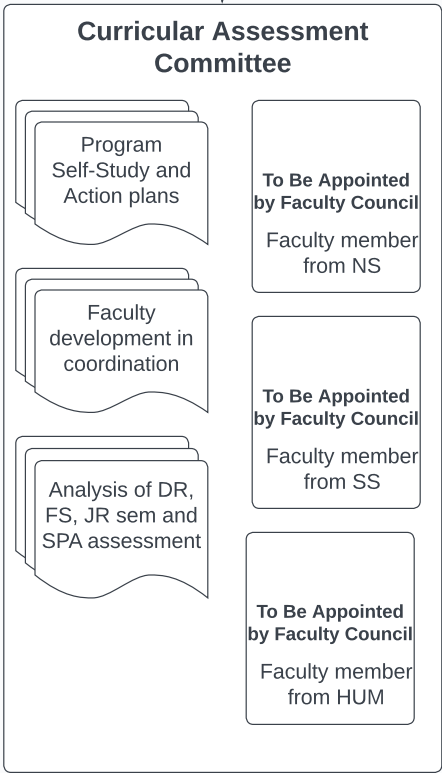 Curricular Assessment
Committee
Program
Self-Study and
Action plans
Faculty
development in
coordination
Analysis of DR,
FS, JR sem and
SPA assessment
To Be Appointed
by Faculty Council
Faculty member
from NS
To Be Appointed
by Faculty Council
Faculty member
from SS
To Be Appointed
by Faculty Council
Faculty member
from HUM